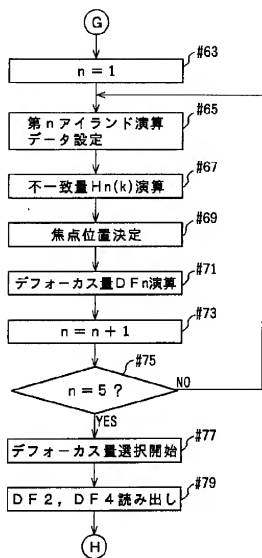 G
#63
n = 1
#65
第nアイランド演算
データ設定
#67
不一致量Hn(k)演算
#69
焦点位置決定
#71
デフォーカス量DFn演算
#73
n = n + 1
#75
n = 5 ?
NO
YES
#77
デフォーカス量選択開始
#79
DF2, DF4読み出し
H